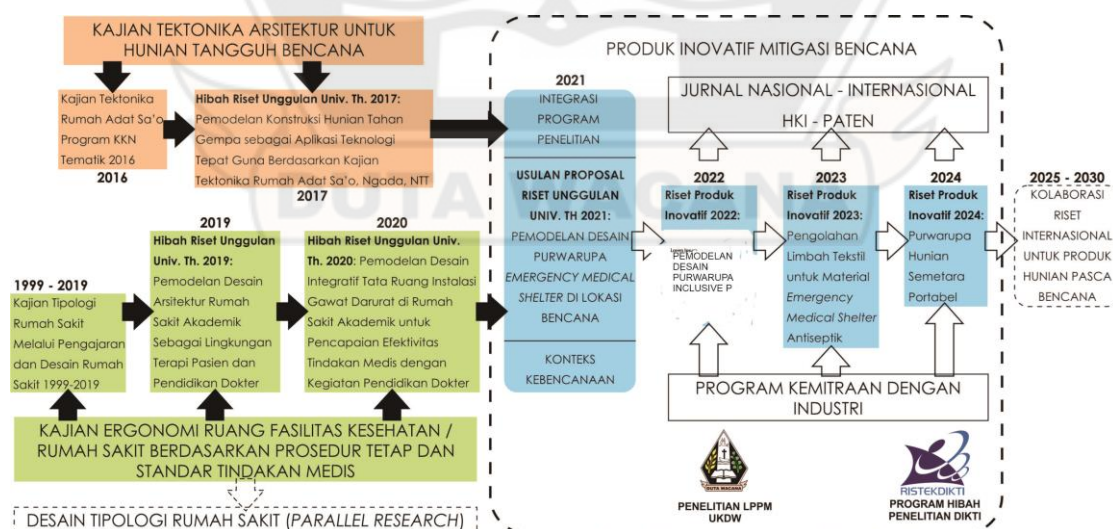 KAJIAN TEKTONIKA ARSITEKTUR UNTUK
HUNIAN TANGGUH BENCANA
Kajian Tektonika
Rumah Adat Sa'o
Program KKN
Tematik 2016
2016
Hibah Riset Unggulan Univ. Th. 2017:
Pemodelan Konstruksi Hunian Tahan
Gempa sebagai Aplikasi Teknologi
Tepat Guna Berdasarkan Kajian
Tektonika Rumah Adat Sa'o, Ngada, NTT
2017
1999 - 2019
Kajian Tipologi
Rumah Sakit
Melalui Pengajaran
dan Desain Rumah
Sakit 1999-2019
2019
Hibah Riset Unggulan
Univ. Th. 2019:
Pemodelan Desain
Arsitektur Rumah
Sakit Akademik
Sebagai Lingkungan
Terapi Pasien dan
Pendidikan Dokter
2020
Hibah Riset Unggulan Univ.
Th. 2020: Pemodelan Desain
Integratif Tata Ruang Instalasi
Gawat Darurat di Rumah
Sakit Akademik untuk
Pencapaian Efektivitas
Tindakan Medis dengan
Kegiatan Pendidikan Dokter
KAJIAN ERGONOMI RUANG FASILITAS KESEHATAN /
RUMAH SAKIT BERDASARKAN PROSEDUR TETAP DAN
STANDAR TINDAKAN MEDIS
DESAIN TIPOLOGI RUMAH SAKIT (PARALLEL RESEARCH)
PRODUK INOVATIF MITIGASI BENCANA
2021
INTEGRASI
PROGRAM
PENELITIAN
USULAN PROPOSAL
RISET UNGGULAN
UNIV. TH 2021:
PEMODELAN DESAIN
PURWARUPA
EMERGENCY MEDICAL
SHELTER DI LOKASI
BENCANA
KONTEKS
KEBENCANAAN
JURNAL NASIONAL - INTERNASIONAL
HKI - PATEN
2022
Riset Produk
Inovatif 2022:
PEMODELAN
DESAIN
PURWARUPA
INCLUSIVE P
2023
Riset Produk
Inovatif 2023:
Pengolahan
Limbah Tekstil
untuk Material
Emergency
Medical Shelter
Antiseptik
2024
Riset Produk
Inovatif 2024:
Purwarupa
Hunian
Semetara
Portabel
PROGRAM KEMITRAAN DENGAN
INDUSTRI
DUTA WACANA
PENELITIAN LPPM
UKDW
RISTEKDIKTI
PROGRAM HIBAH
PENELITIAN DIKTI
2025 - 2030
KOLABORASI
RISET
INTERNASIONAL
UNTUK PRODUK
HUNIAN PASCA
BENCANA
DUTA WACANA